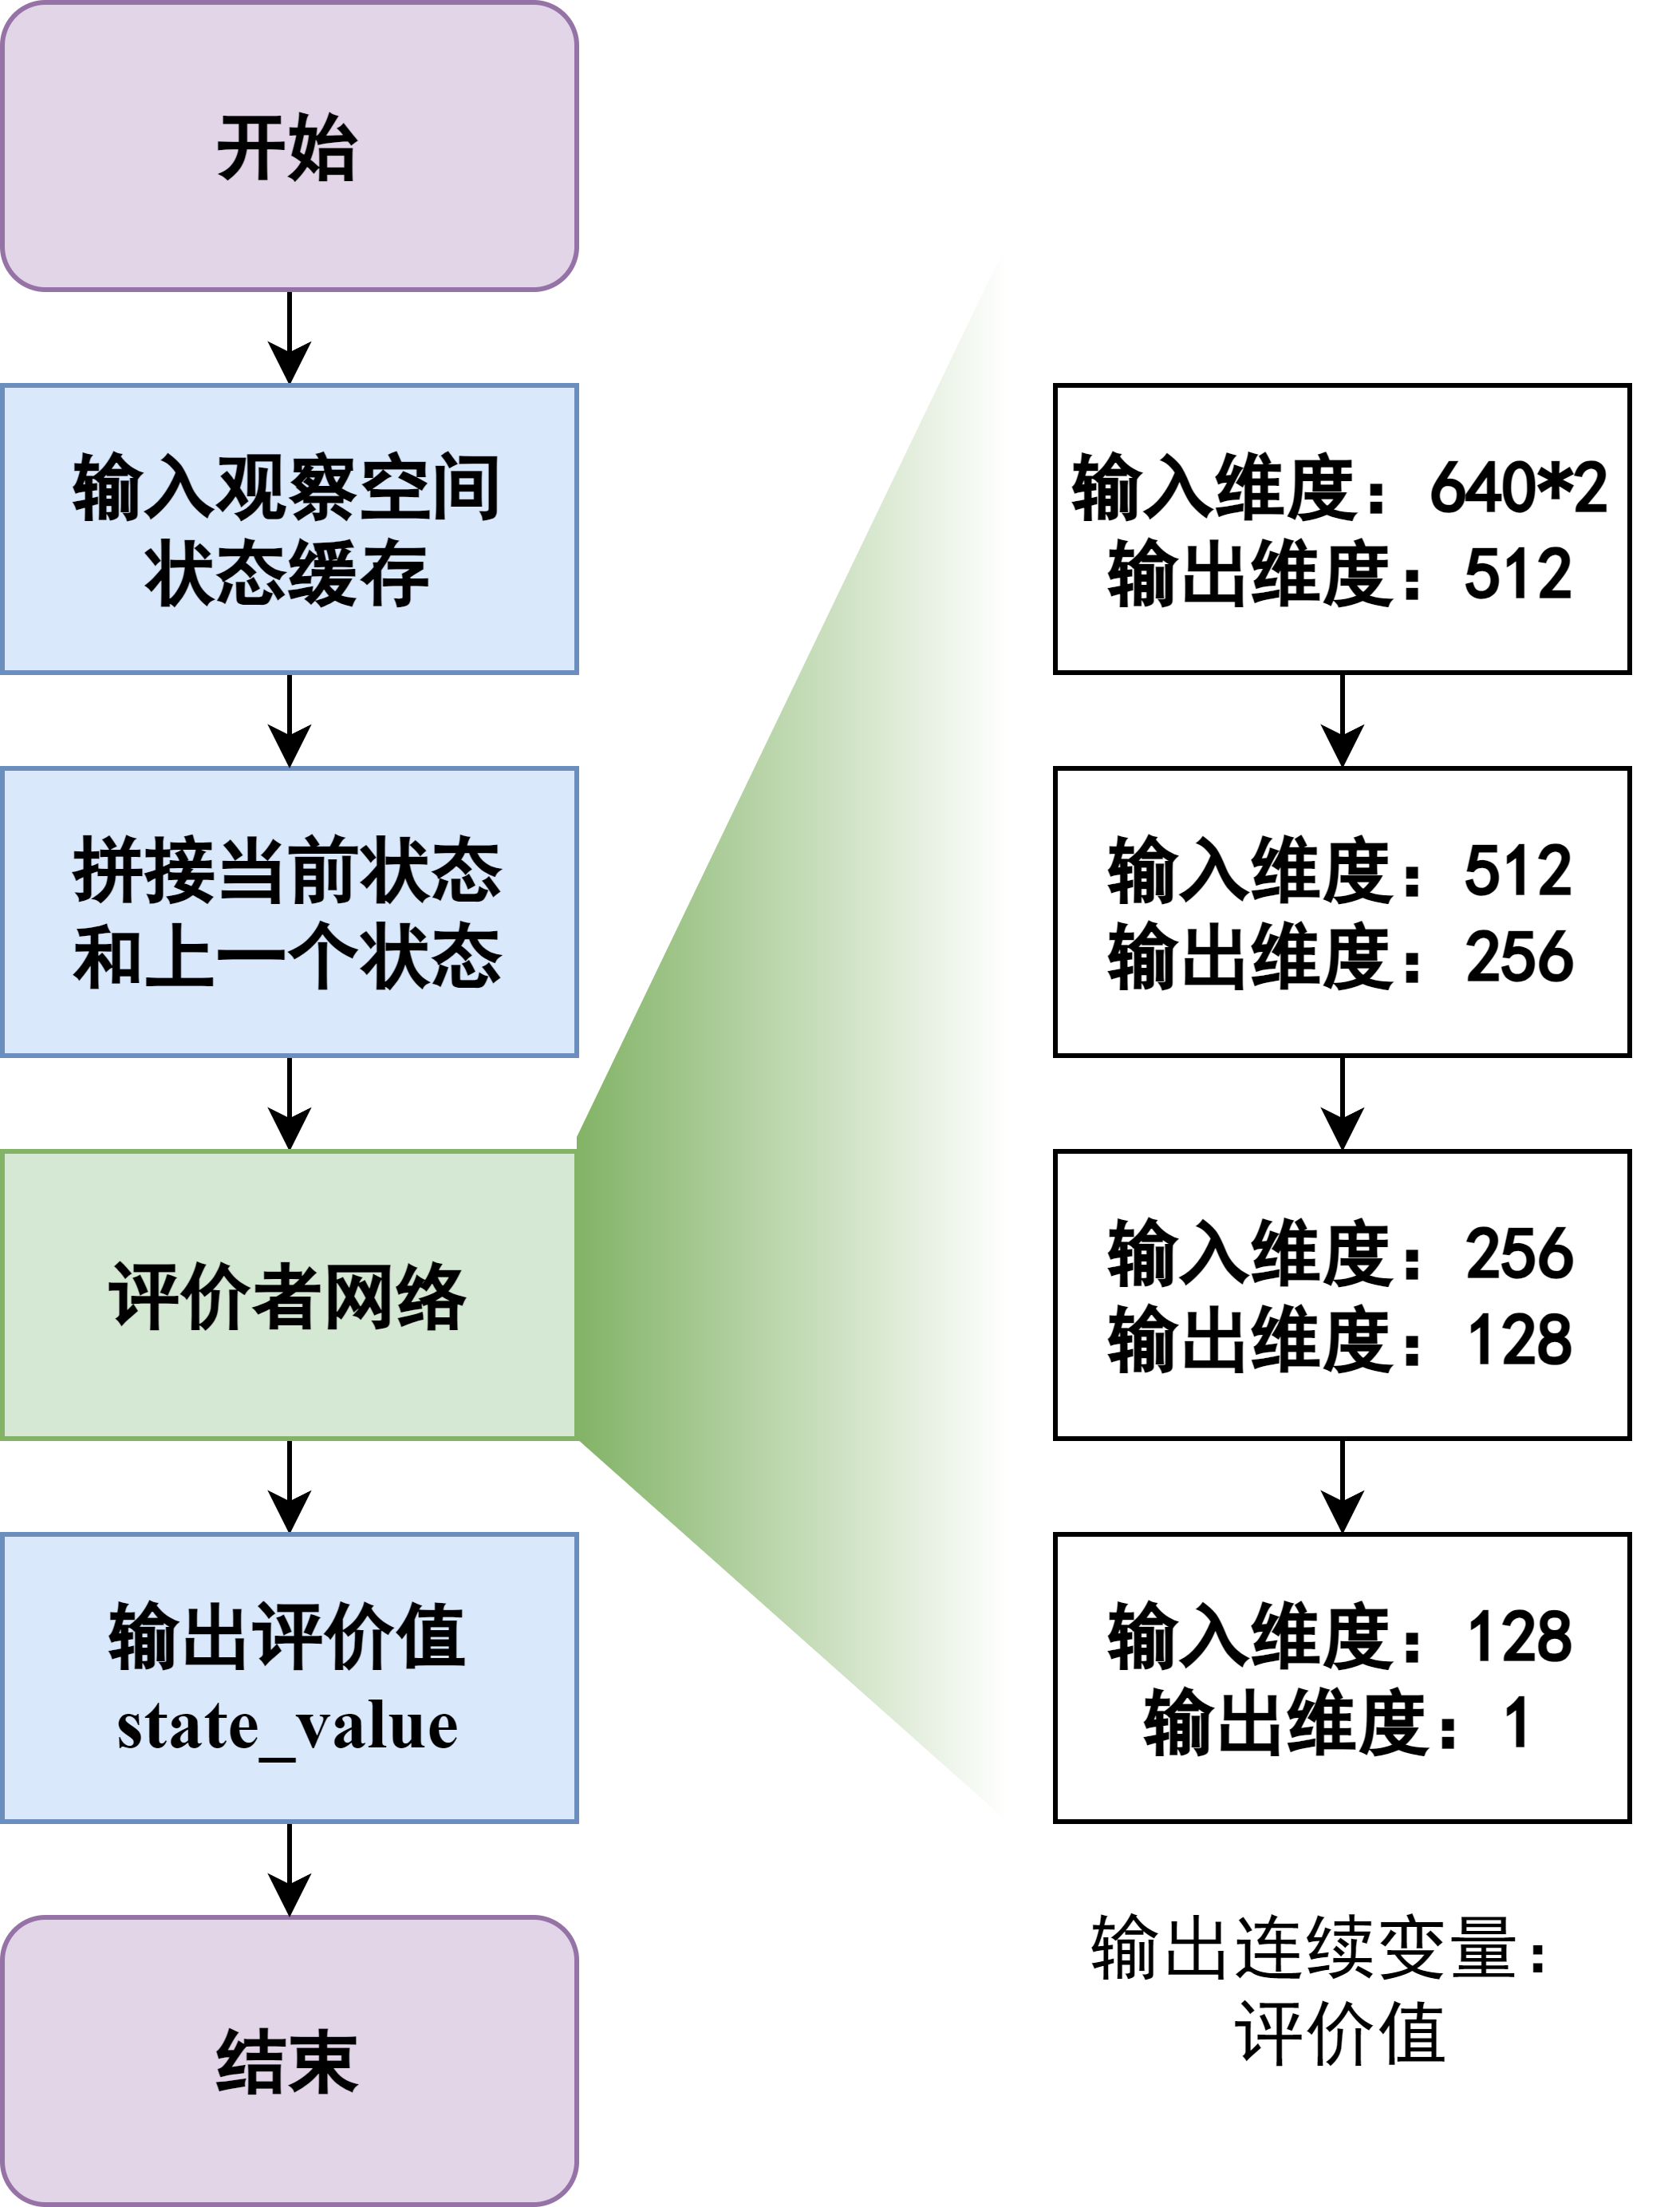 开始
输入观察空间
状态缓存
拼接当前状态
和上一个状态
评价者网络
输出评价值
state_value
结束
输入维度：640*2
输出维度：512
输入维度：512
输出维度：256
输入维度：256
输出维度：128
输入维度：128
输出维度：1
输出连续变量：
评价值